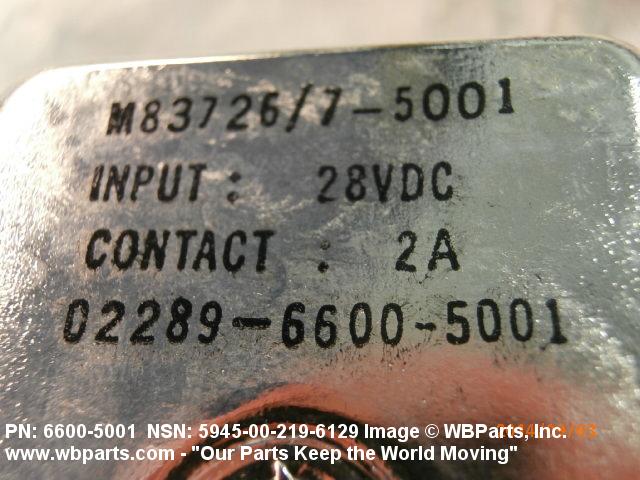 M83726/7-5001
INPUT : 28VDC
CONTACT : 2A
02289-6600-5001
PN: 6600-5001 NSN: 5945-00-219-6129 Image © WBParts, Inc.
www.wbparts.com - "Our Parts Keep the World Moving"